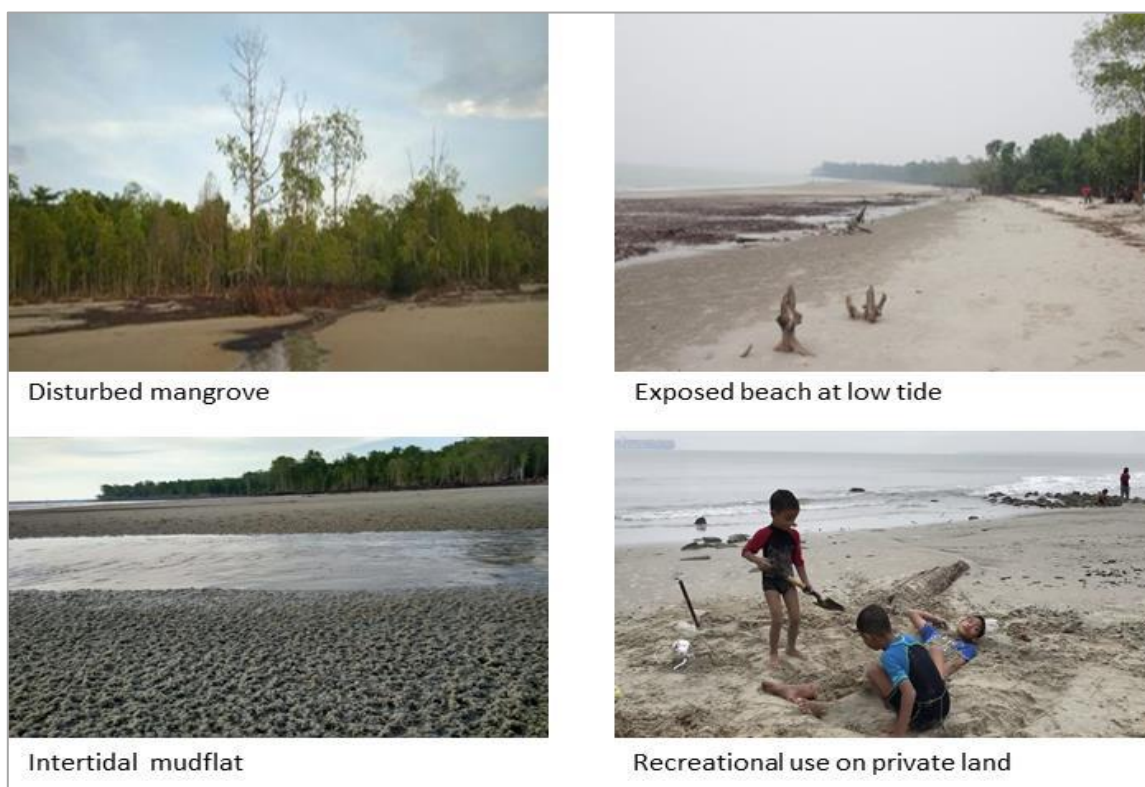 Disturbed mangrove
Exposed beach at low tide
Intertidal mudflat
Recreational use on private land